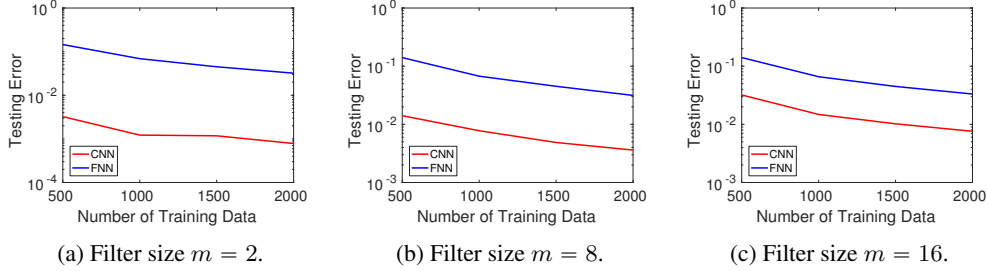 10^0
10^-2
10^-4
Testing Error
CNN
FNN
500 1000 1500 2000
Number of Training Data
(a) Filter size m = 2.
10^0
10^-1
10^-2
10^-3
Testing Error
CNN
FNN
500 1000 1500 2000
Number of Training Data
(b) Filter size m = 8.
10^0
10^-1
10^-2
10^-3
Testing Error
CNN
FNN
500 1000 1500 2000
Number of Training Data
(c) Filter size m = 16.